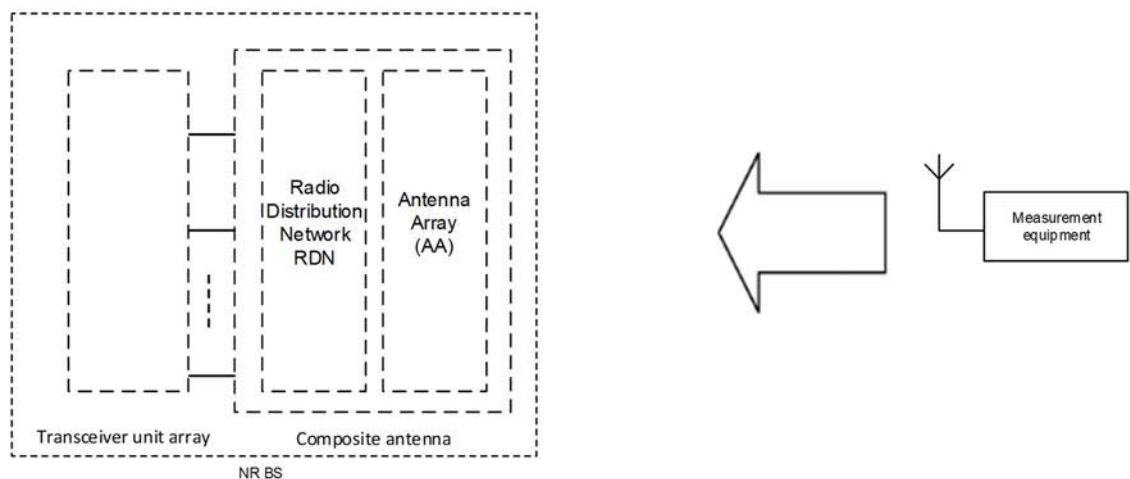 Radio
Distribution
Network
RDN
Antenna
Array
(AA)
Measurement
equipment
Transceiver unit array
Composite antenna
NR BS